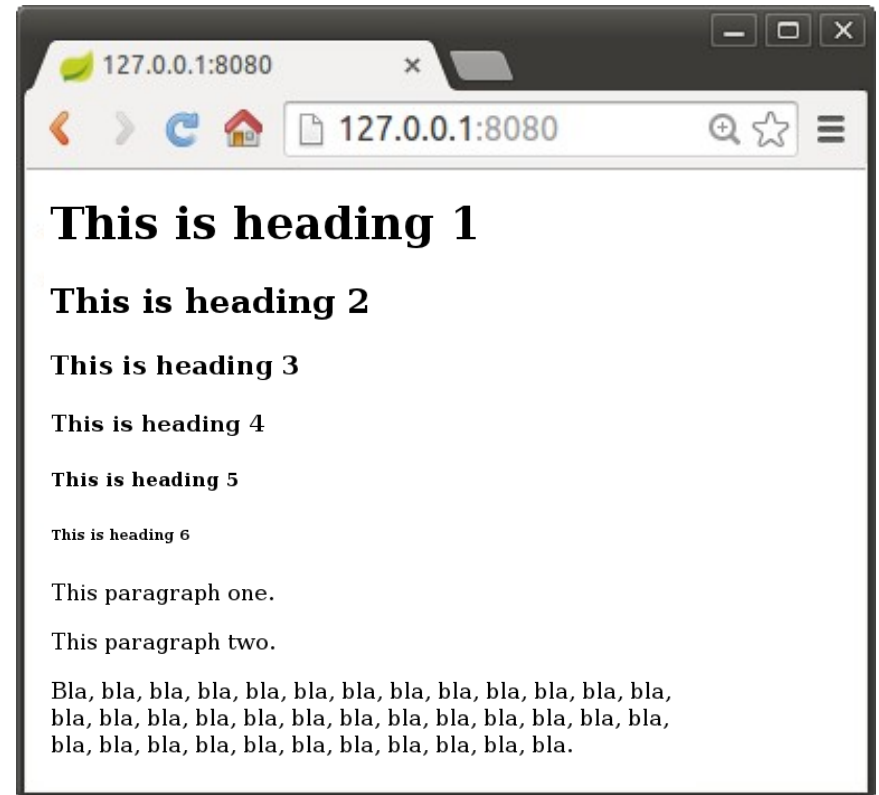 127.0.0.1:8080
127.0.0.1:8080
This is heading 1
This is heading 2
This is heading 3
This is heading 4
This is heading 5
This is heading 6
This paragraph one.
This paragraph two.
Bla, bla, bla, bla, bla, bla, bla, bla, bla, bla, bla, bla, bla,
bla, bla, bla, bla, bla, bla, bla, bla, bla, bla, bla, bla, bla,
bla, bla, bla, bla, bla, bla, bla, bla, bla, bla, bla.